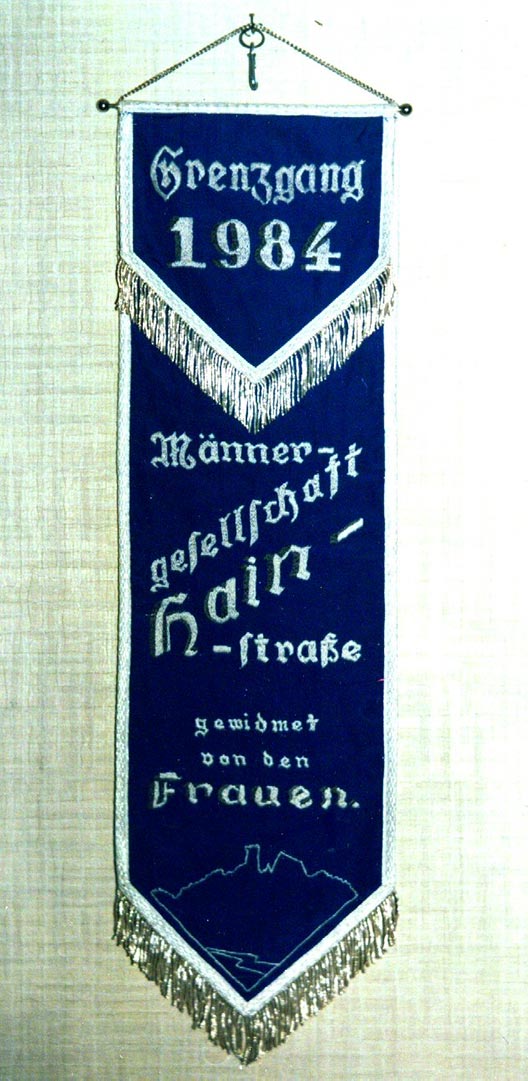 Grenzgang
1984
Männer-
gesellschaft
Hain-
-straße
gewidmet
von den
Frauen.